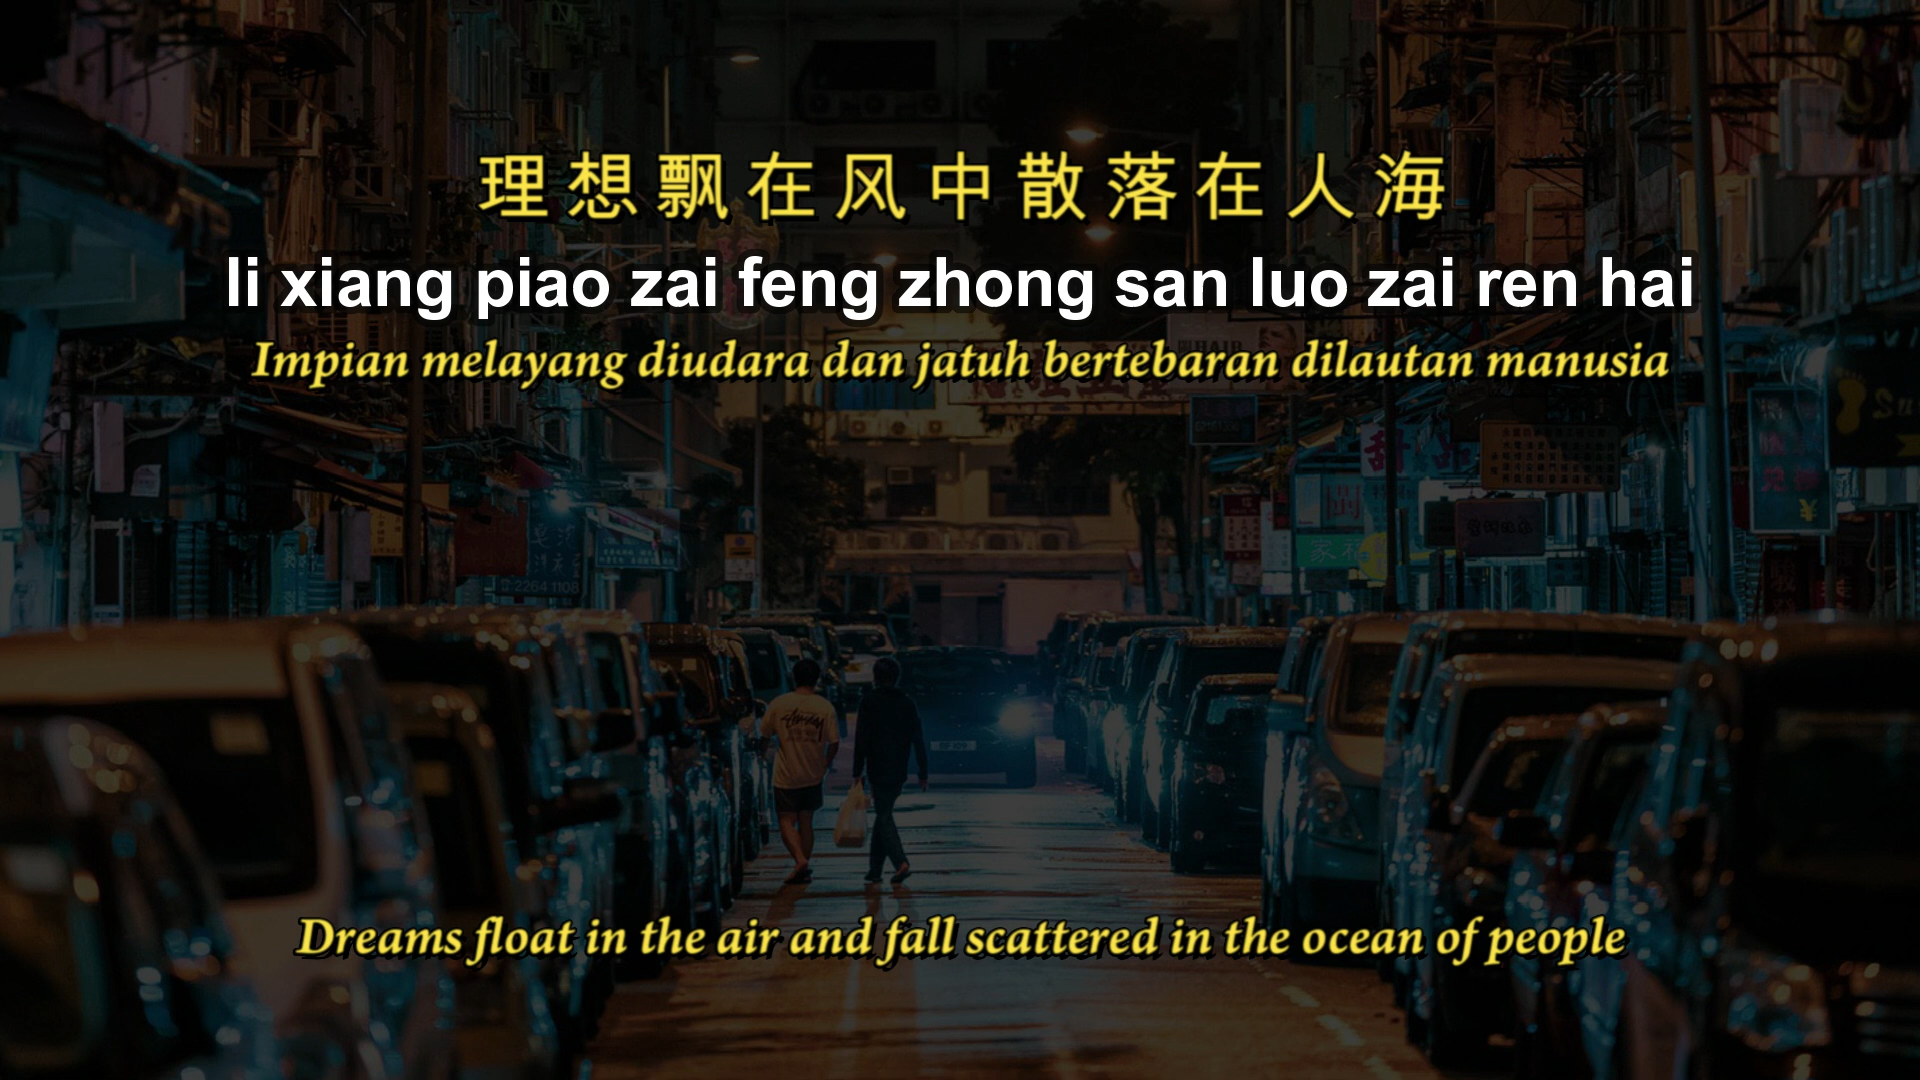 理想飘在风中散落在人海
li xiang piao zai feng zhong san luo zai ren hai
Impian melayang diudara dan jatuh bertebaran dilautan manusia
2264 1108
Dreams float in the air and fall scattered in the ocean of people